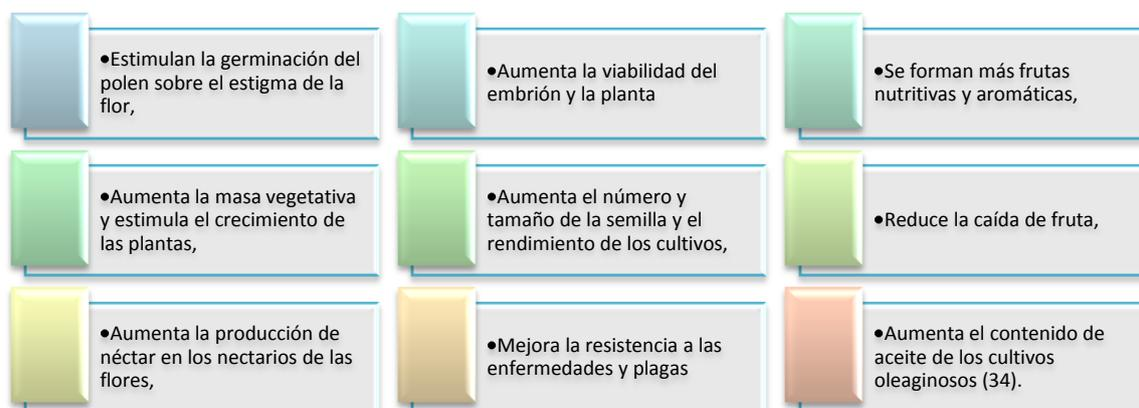 •Estimulan la germinación del
polen sobre el estigma de la
flor,
•Aumenta la viabilidad del
embrión y la planta
•Se forman más frutas
nutritivas y aromáticas,
•Aumenta la masa vegetativa
y estimula el crecimiento de
las plantas,
•Aumenta el número y
tamaño de la semilla y el
rendimiento de los cultivos,
•Reduce la caída de fruta,
•Aumenta la producción de
néctar en los nectarios de las
flores,
•Mejora la resistencia a las
enfermedades y plagas
•Aumenta el contenido de
aceite de los cultivos
oleaginosos (34).